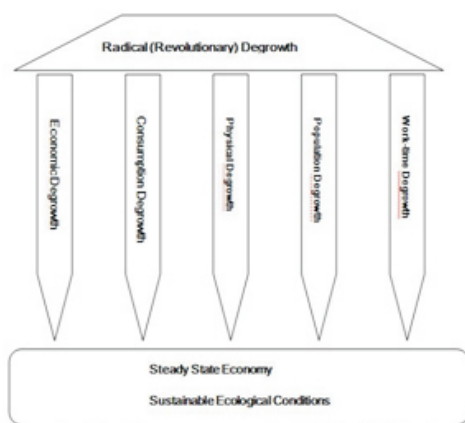 Radical (Revolutionary) Degrowth
Economic Degrowth
Consumption Degrowth
Physical Degrowth
Population Degrowth
Work-time Degrowth
Steady State Economy
Sustainable Ecological Conditions